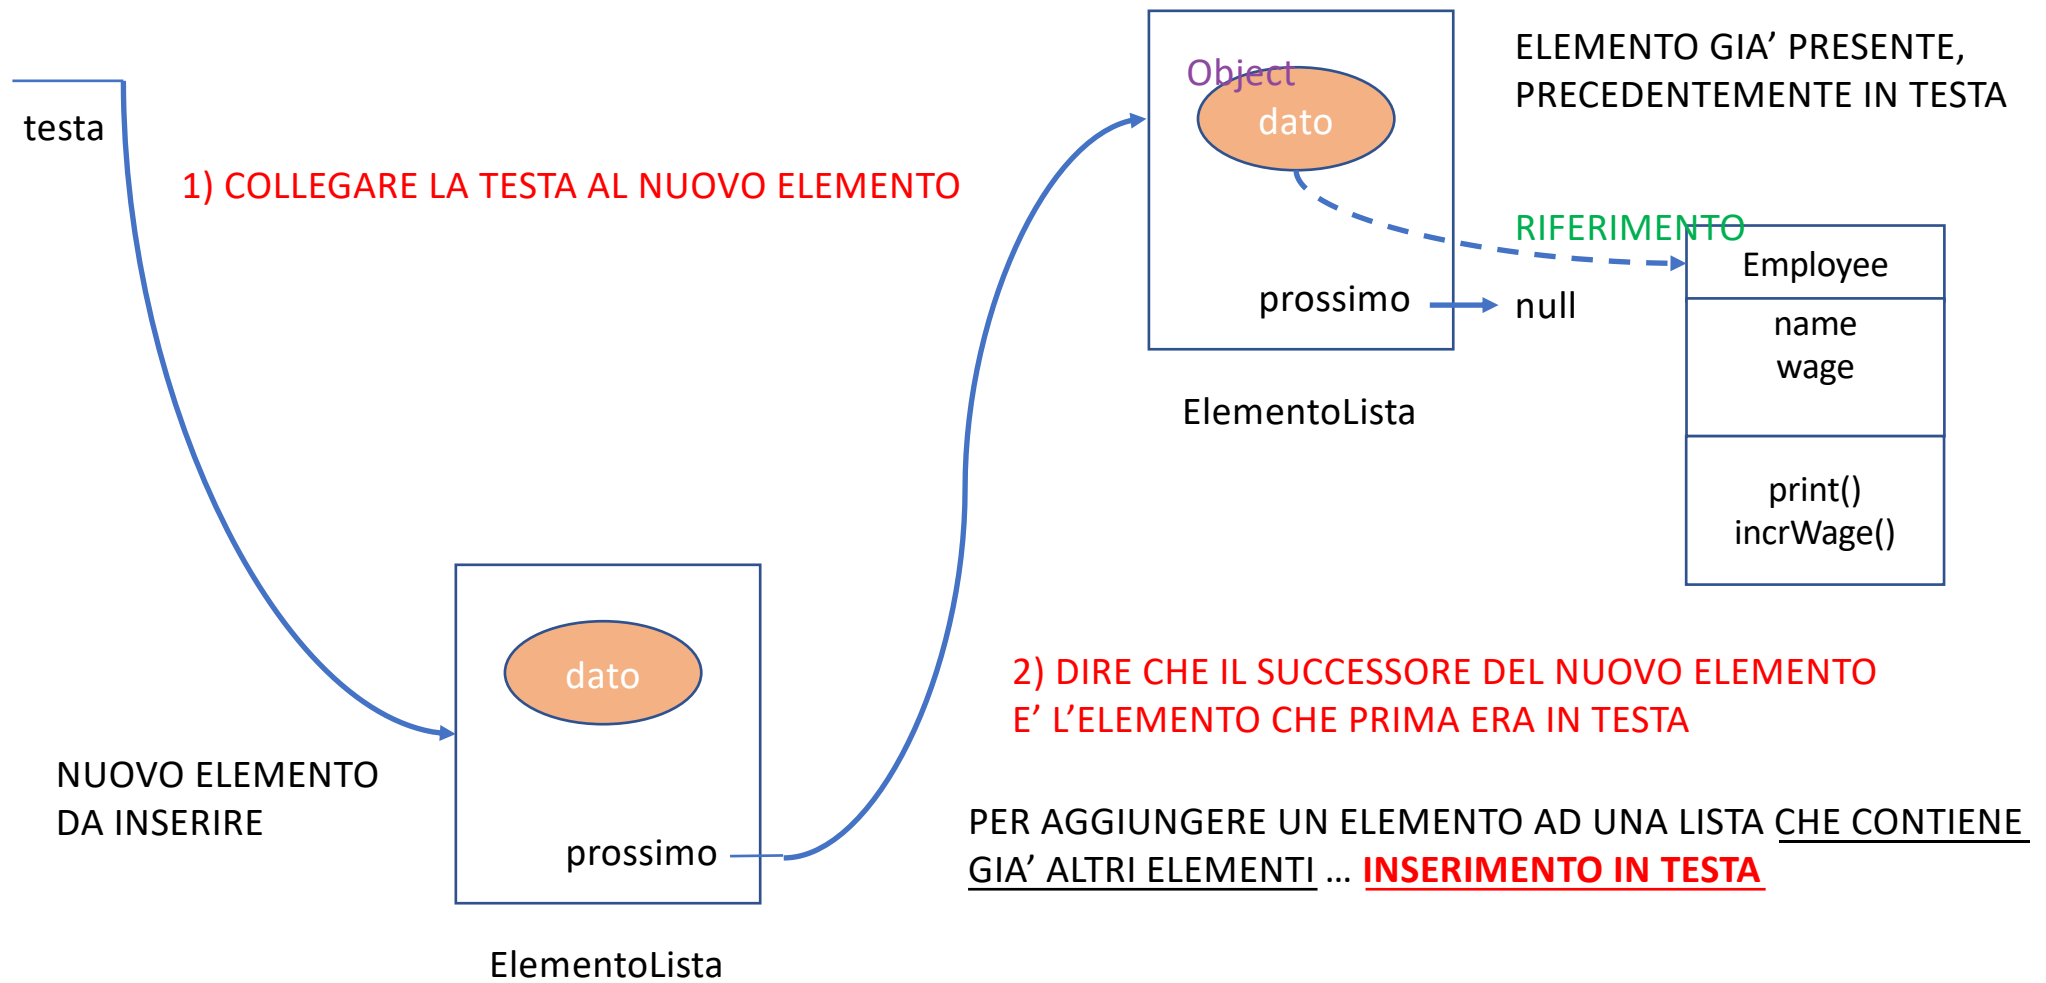 testa
1) COLLEGARE LA TESTA AL NUOVO ELEMENTO
Object
dato
prossimo
null
ElementoLista
ELEMENTO GIA’ PRESENTE,
PRECEDENTEMENTE IN TESTA
RIFERIMENTO
Employee
name
wage
print()
incrWage()
NUOVO ELEMENTO
DA INSERIRE
dato
prossimo
ElementoLista
2) DIRE CHE IL SUCCESSORE DEL NUOVO ELEMENTO
E’ L’ELEMENTO CHE PRIMA ERA IN TESTA
PER AGGIUNGERE UN ELEMENTO AD UNA LISTA CHE CONTIENE
GIA’ ALTRI ELEMENTI … INSERIMENTO IN TESTA